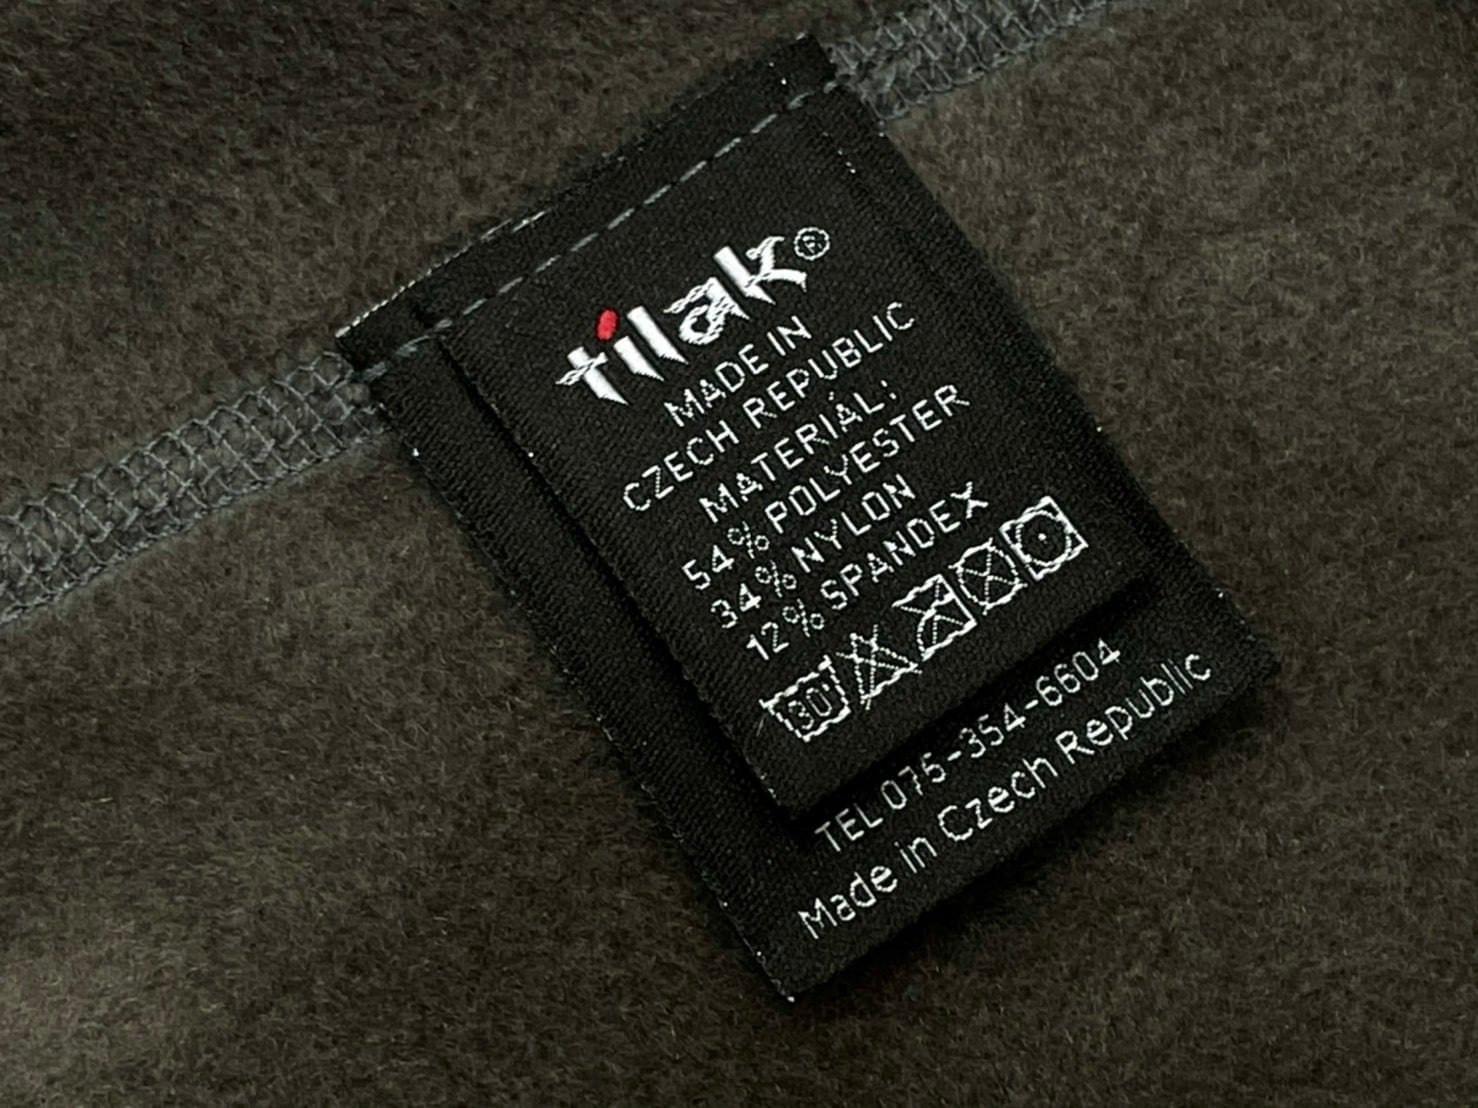 tilak®
MADE IN
CZECH REPUBLIC
MATERIÁL:
54% POLYESTER
34% NYLON
12% SPANDEX
30°
TEL 075-354-6604
Made in Czech Republic